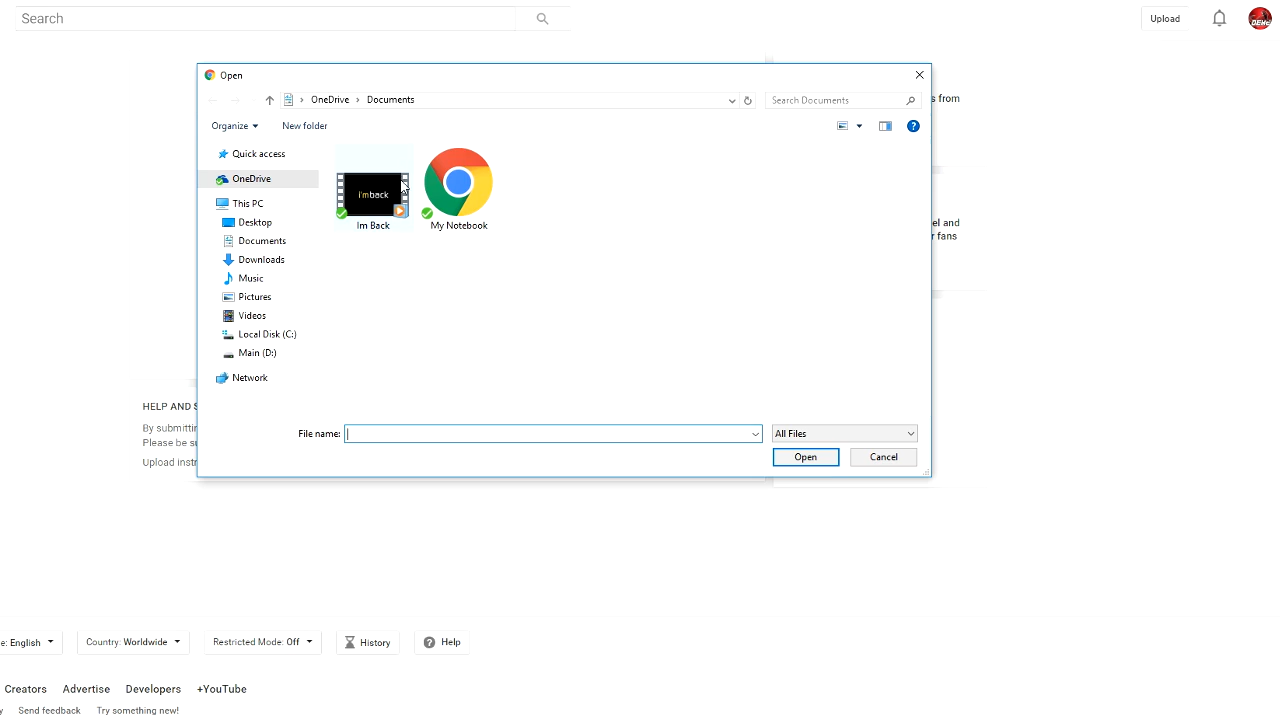 Search
Upload
Open
OneDrive > Documents
Search Documents
s from
Organize
New folder
Quick access
OneDrive
This PC
Desktop
Documents
Downloads
Music
Pictures
Videos
Local Disk (C:)
Main (D:)
Network
i'mback
Im Back
My Notebook
el and
r fans
HELP AND S
By submittin
Please be su
Upload instr
File name:
All Files
Open
Cancel
e: English
Country: Worldwide
Restricted Mode: Off
History
Help
Creators
Advertise
Developers
+YouTube
y
Send feedback
Try something new!